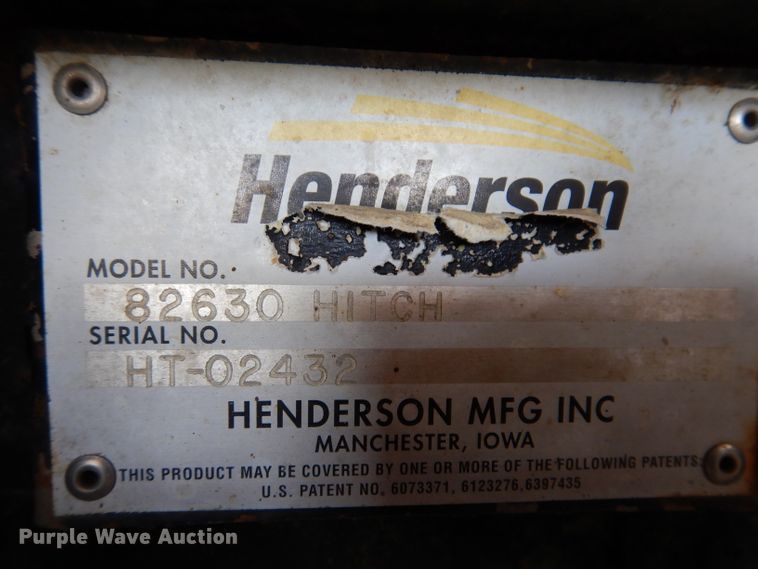 Henderson
MODEL NO.
82630 HITCH
SERIAL NO.
HT-02432
HENDERSON MFG INC
MANCHESTER, IOWA
THIS PRODUCT MAY BE COVERED BY ONE OR MORE OF THE FOLLOWING PATENTS:
U.S. PATENT NO. 6073371, 6123276,6397435
Purple Wave Auction